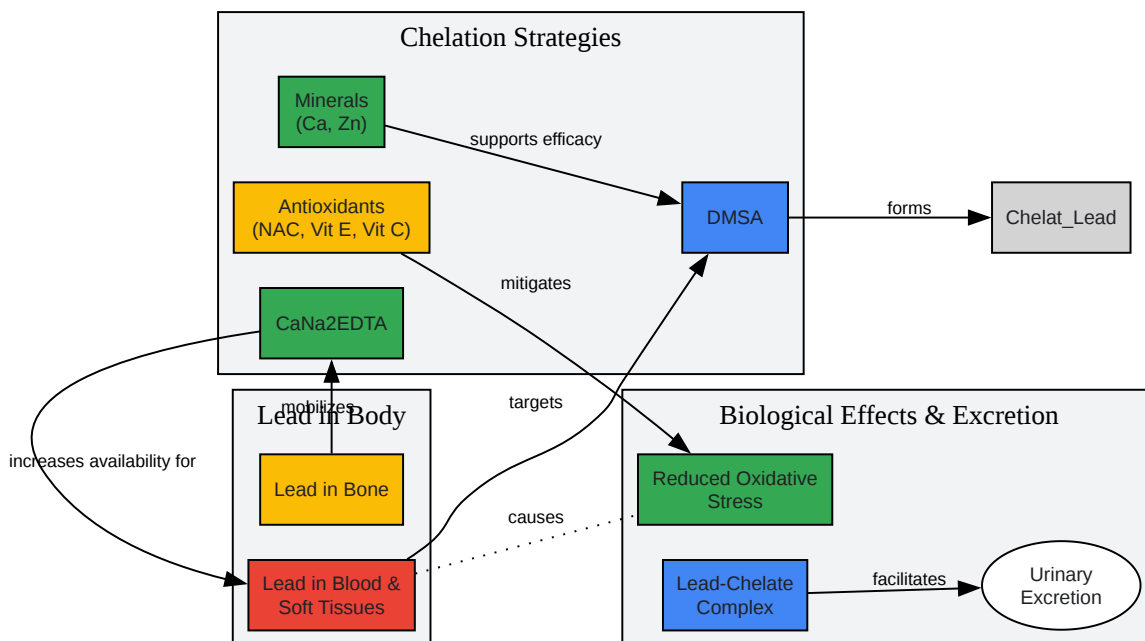 Chelation Strategies
Minerals
(Ca, Zn)
supports efficacy
Antioxidants
(NAC, Vit E, Vit C)
DMSA
forms
Chelat_Lead
mitigates
CaNa2EDTA
mobilizes
targets
Lead in Body
Biological Effects & Excretion
increases availability for
Lead in Bone
Reduced Oxidative
Stress
causes
Lead in Blood &
Soft Tissues
Lead-Chelate
Complex
facilitates
Urinary
Excretion